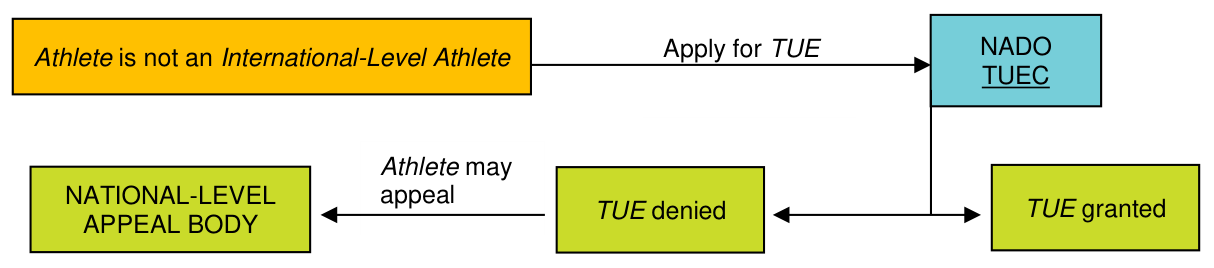 Athlete is not an International-Level Athlete
Apply for TUE
NADO
TUEC
NATIONAL-LEVEL
APPEAL BODY
Athlete may
appeal
TUE denied
TUE granted